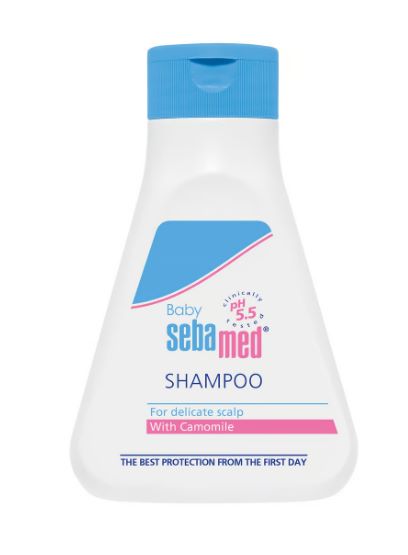 clinically
pH
5.5
tested
Baby
sebamed®
SHAMPOO
For delicate scalp
With Camomile
THE BEST PROTECTION FROM THE FIRST DAY